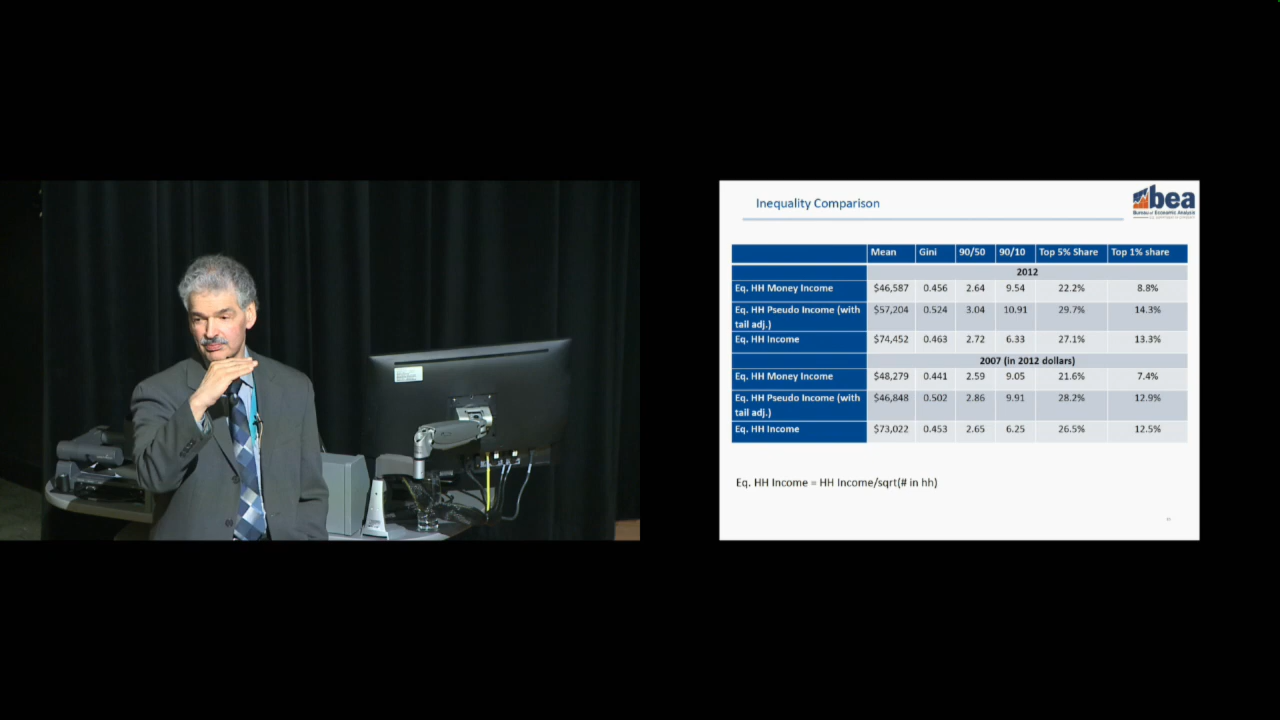 Inequality Comparison
bea
Bureau of Economic Analysis
Mean Gini 90/50 90/10 Top 5% Share Top 1% share
2012
Eq. HH Money Income $46,587 0.456 2.64 9.54 22.2% 8.8%
Eq. HH Pseudo Income (with $57,204 0.524 3.04 10.91 29.7% 14.3%
tail adj.)
Eq. HH Income $74,452 0.463 2.72 6.33 27.1% 13.3%
2007 (in 2012 dollars)
Eq. HH Money Income $48,279 0.441 2.59 9.05 21.6% 7.4%
Eq. HH Pseudo Income (with $46,848 0.502 2.86 9.91 28.2% 12.9%
tail adj.)
Eq. HH Income $73,022 0.453 2.65 6.25 26.5% 12.5%
Eq. HH Income = HH Income/sqrt(# in hh)